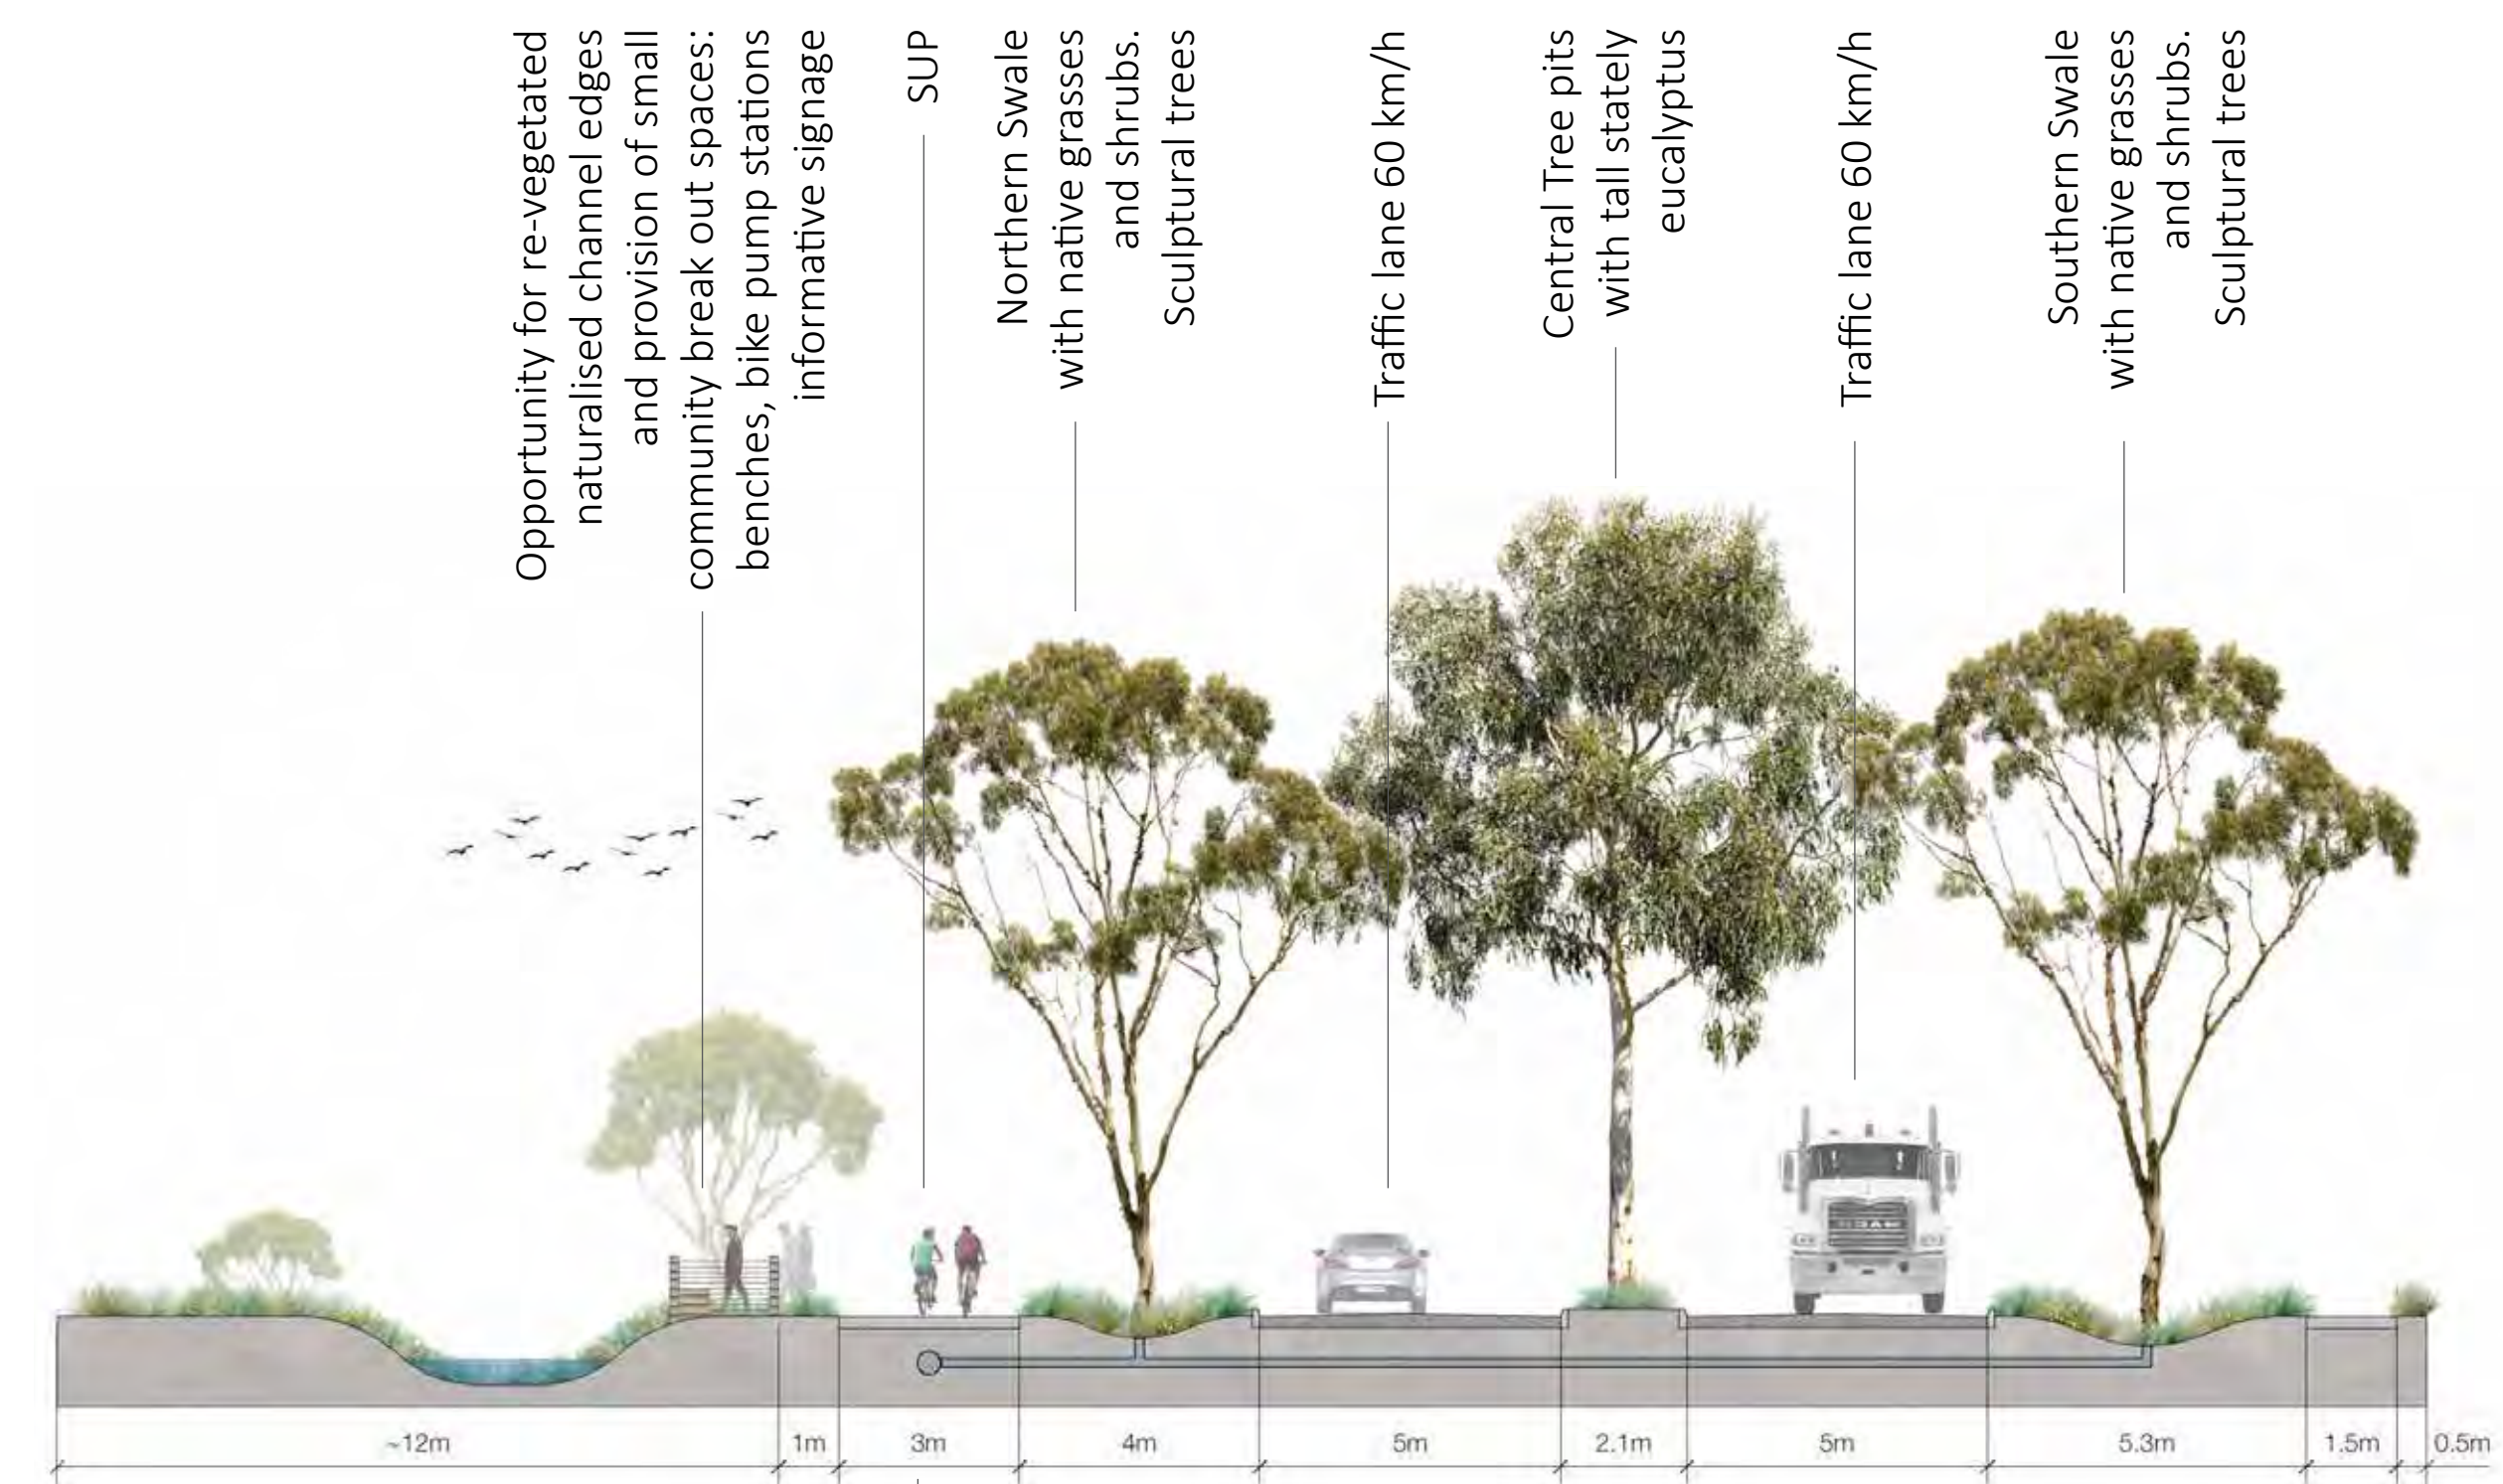 Opportunity for re-vegetated
naturalised channel edges
and provision of small
community break out spaces:
benches, bike pump stations
informative signage
SUP
Northern Swale
with native grasses
and shrubs.
Sculptural trees
Traffic lane 60 km/h
Central Tree pits
with tall stately
eucalyptus
Traffic lane 60 km/h
Southern Swale
with native grasses
and shrubs.
Sculptural trees
~12m
1m
3m
4m
5m
2.1m
5m
5.3m
1.5m
0.5m